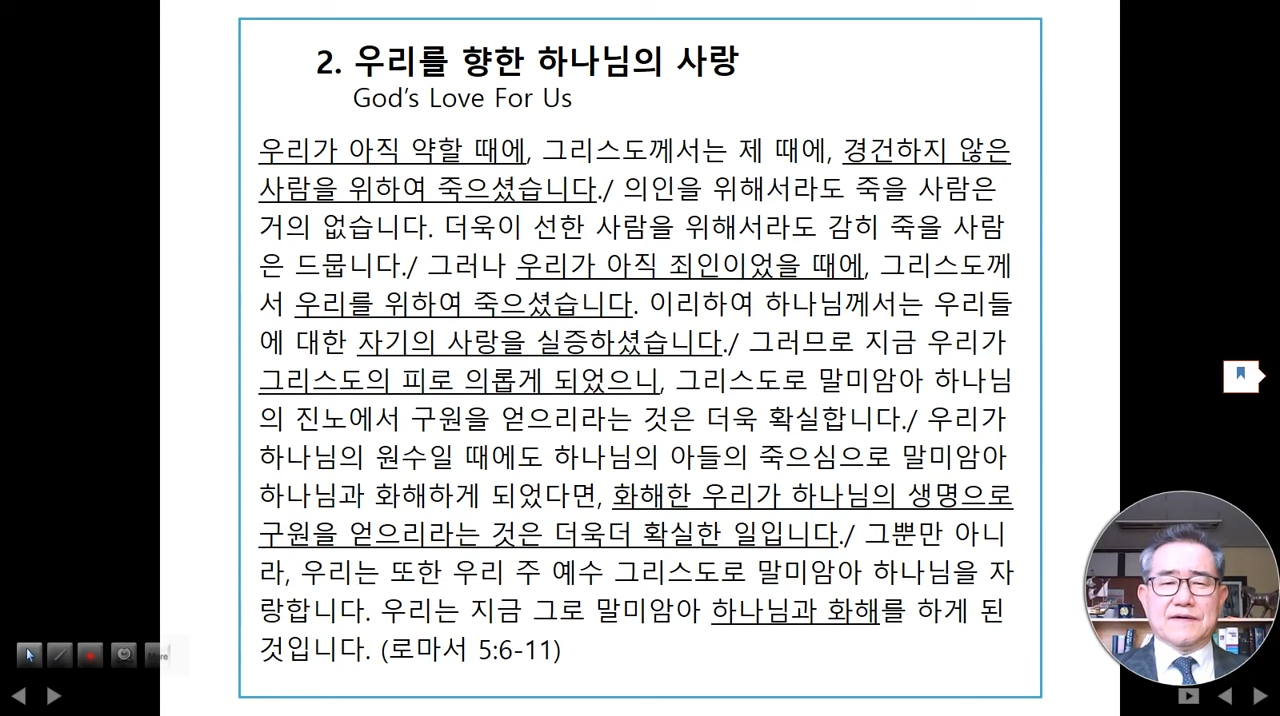 2. 우리를 향한 하나님의 사랑
God's Love For Us
우리가 아직 약할 때에, 그리스도께서는 제 때에, 경건하지 않은
사람을 위하여 죽으셨습니다./ 의인을 위해서라도 죽을 사람은
거의 없습니다. 더욱이 선한 사람을 위해서라도 감히 죽을 사람
은 드뭅니다./ 그러나 우리가 아직 죄인이었을 때에, 그리스도께
서 우리를 위하여 죽으셨습니다. 이리하여 하나님께서는 우리들
에 대한 자기의 사랑을 실증하셨습니다./ 그러므로 지금 우리가
그리스도의 피로 의롭게 되었으니, 그리스도로 말미암아 하나님
의 진노에서 구원을 얻으리라는 것은 더욱 확실합니다./ 우리가
하나님의 원수일 때에도 하나님의 아들의 죽으심으로 말미암아
하나님과 화해하게 되었다면, 화해한 우리가 하나님의 생명으로
구원을 얻으리라는 것은 더욱더 확실한 일입니다./ 그뿐만 아니
라, 우리는 또한 우리 주 예수 그리스도로 말미암아 하나님을 자
랑합니다. 우리는 지금 그로 말미암아 하나님과 화해를 하게 된
것입니다. (로마서 5:6-11)
More